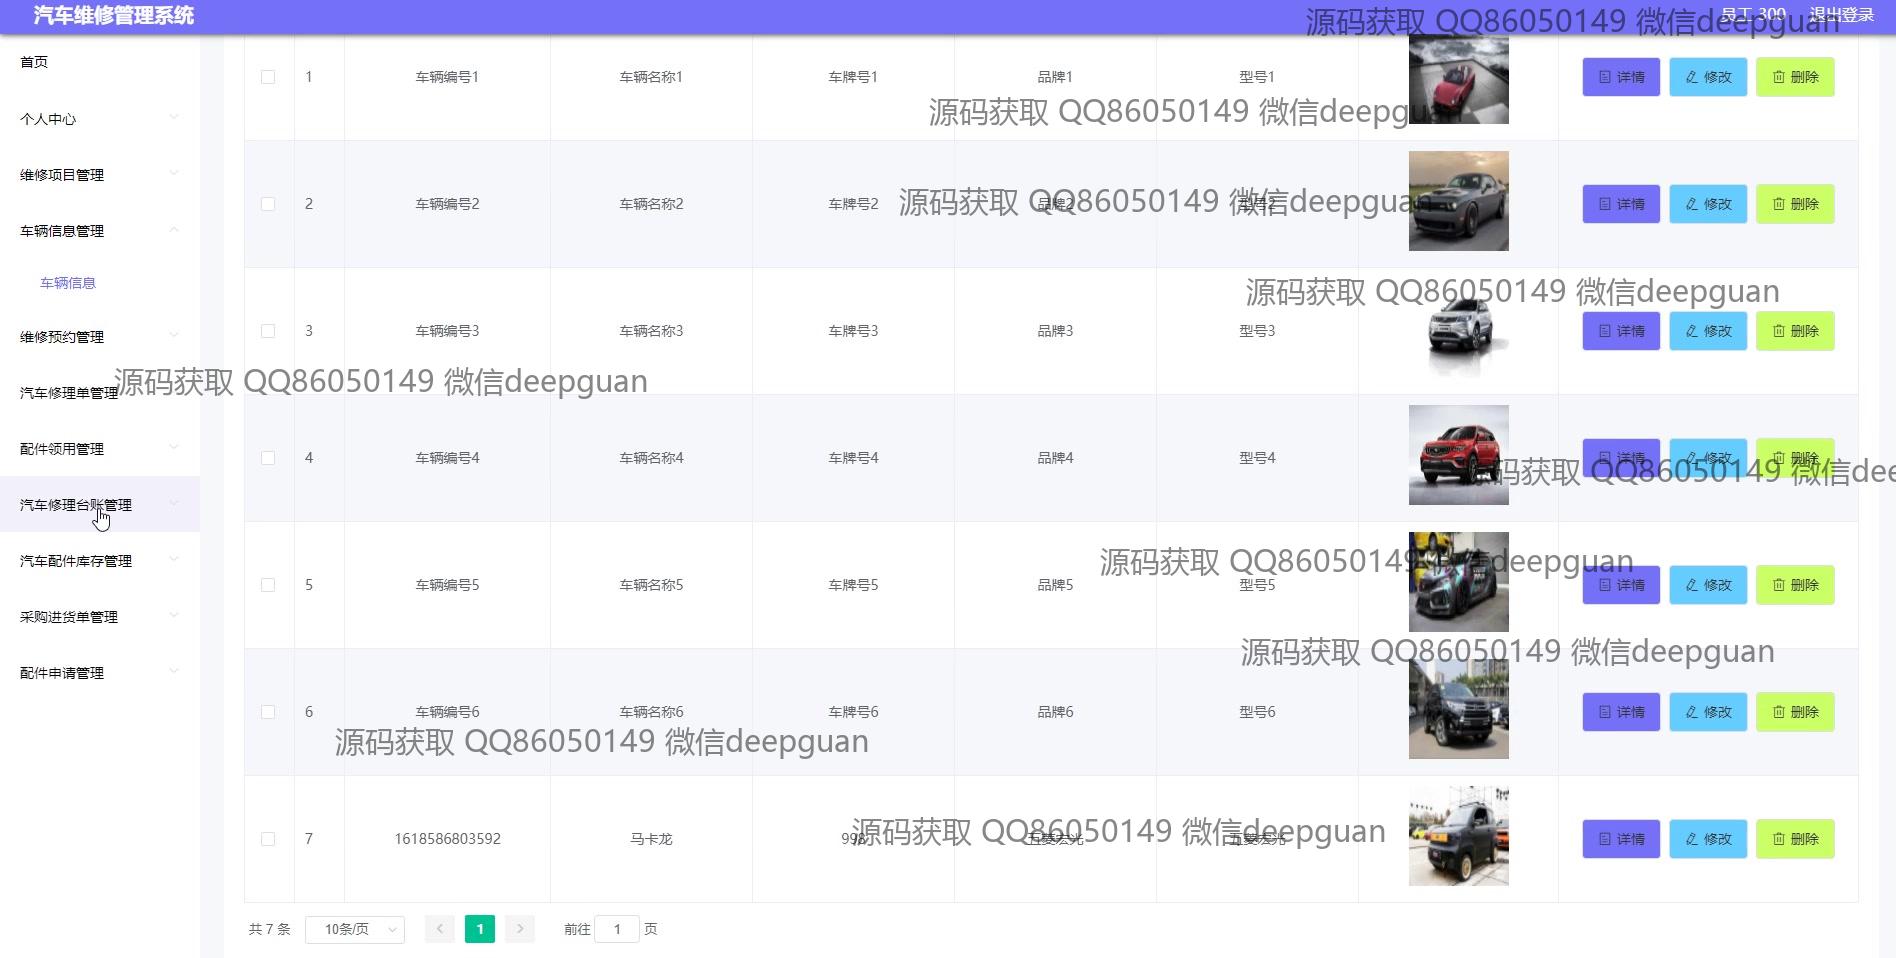 汽车维修管理系统
员工 300 退出登录
源码获取 QQ86050149 微信deepguan
首页
个人中心
维修项目管理
车辆信息管理
车辆信息
维修预约管理
汽车修理单管理
配件领用管理
汽车修理台账管理
汽车配件库存管理
采购进货单管理
配件申请管理
1 车辆编号1 车辆名称1 车牌号1 品牌1 型号1 详情 修改 删除
源码获取 QQ86050149 微信deepguan
2 车辆编号2 车辆名称2 车牌号2 品牌2 型号2 详情 修改 删除
源码获取 QQ86050149 微信deepguan
源码获取 QQ86050149 微信deepguan
3 车辆编号3 车辆名称3 车牌号3 品牌3 型号3 详情 修改 删除
源码获取 QQ86050149 微信deepguan
4 车辆编号4 车辆名称4 车牌号4 品牌4 型号4 详情 修改 删除
源码获取 QQ86050149 微信dee
源码获取 QQ86050149 微信deepguan
5 车辆编号5 车辆名称5 车牌号5 品牌5 型号5 详情 修改 删除
源码获取 QQ86050149 微信deepguan
6 车辆编号6 车辆名称6 车牌号6 品牌6 型号6 详情 修改 删除
源码获取 QQ86050149 微信deepguan
7 1618586803592 马卡龙 998 五菱宏光 五菱宏光 详情 修改 删除
源码获取 QQ86050149 微信deepguan
共 7 条 10条/页 1 前往 1 页